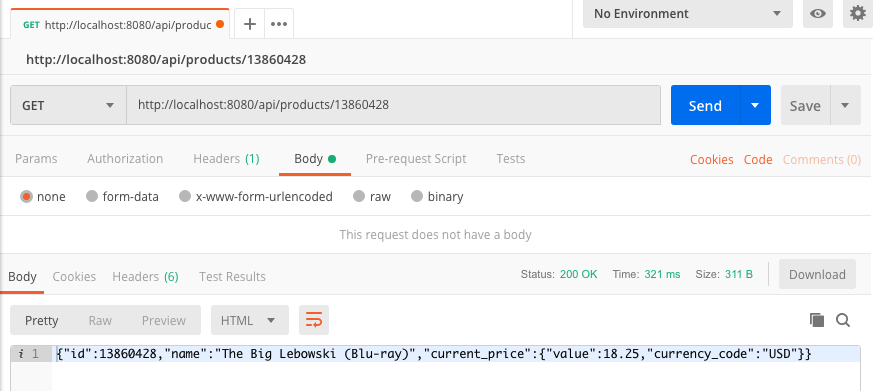 GET http://localhost:8080/api/produc
No Environment
http://localhost:8080/api/products/13860428
GET http://localhost:8080/api/products/13860428 Send Save
Params Authorization Headers (1) Body Pre-request Script Tests Cookies Code Comments (0)
none form-data x-www-form-urlencoded raw binary
This request does not have a body
Body Cookies Headers (6) Test Results Status: 200 OK Time: 321 ms Size: 311 B Download
Pretty Raw Preview HTML
i 1 {"id":13860428,"name":"The Big Lebowski (Blu-ray)","current_price":{"value":18.25,"currency_code":"USD"}}